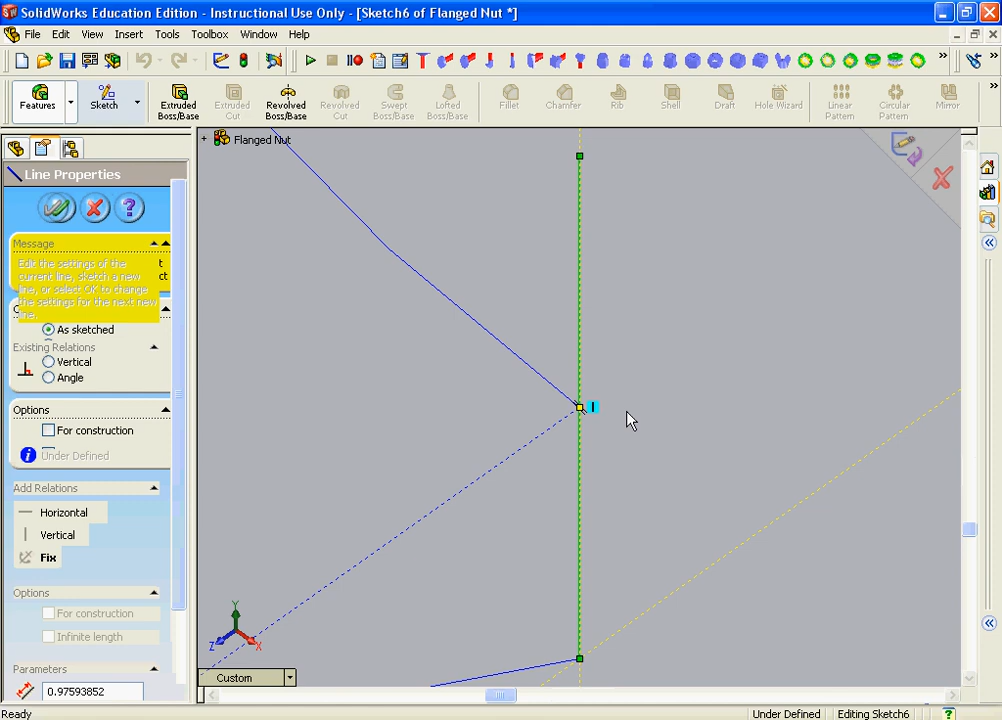 SolidWorks Education Edition - Instructional Use Only - [Sketch6 of Flanged Nut *]
File Edit View Insert Tools Toolbox Window Help
Features Sketch Extruded Boss/Base Extruded Cut Revolved Boss/Base Revolved Cut Swept Boss/Base Lofted Boss/Base Fillet Chamfer Rib Shell Draft Hole Wizard Linear Pattern Circular Pattern Mirror
Flanged Nut
Line Properties
Message
Edit the settings of the
current line, sketch a new
line, or select OK to change
the settings for the next new
line.
As sketched
Existing Relations
Vertical
Angle
Options
For construction
Under Defined
Add Relations
Horizontal
Vertical
Fix
Options
For construction
Infinite length
Parameters
0.97593852
Y
Z
X
Custom
Ready
Under Defined
Editing Sketch6